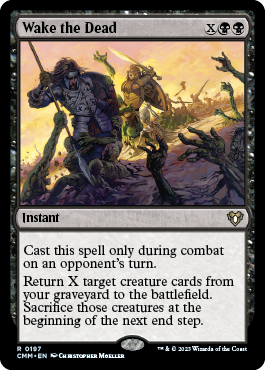 Wake the Dead X
Instant
Cast this spell only during combat
on an opponent's turn.
Return X target creature cards from
your graveyard to the battlefield.
Sacrifice those creatures at the
beginning of the next end step.
R 0197
CMM • EN Christopher Moeller
™ & © 2023 Wizards of the Coast